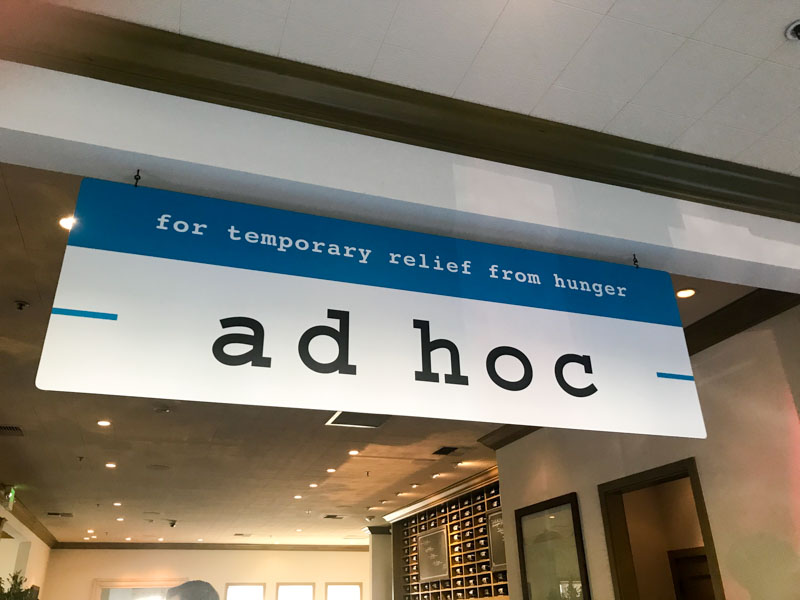 for temporary relief from hunger
ad hoc